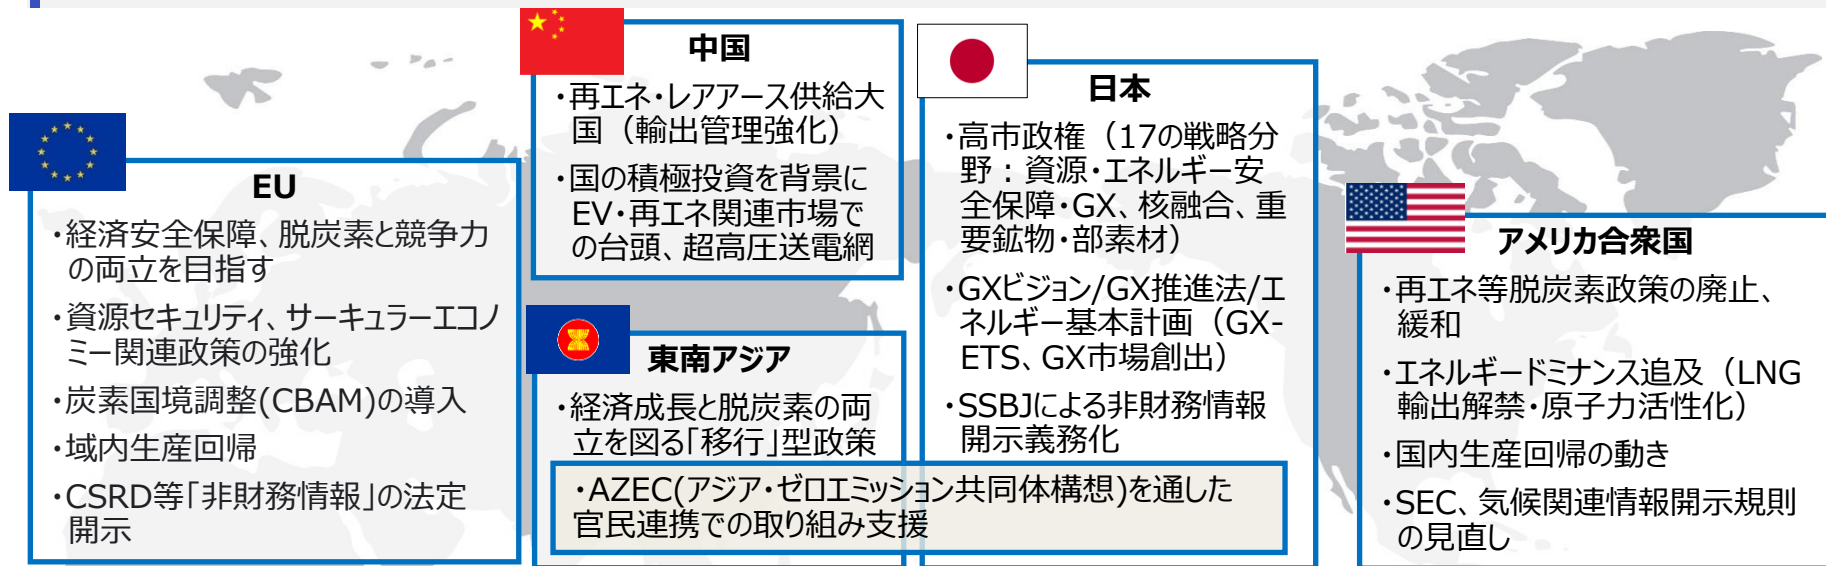 EU
・経済安全保障、脱炭素と競争力
の両立を目指す
・資源セキュリティ、サーキュラーエコノ
ミー関連政策の強化
・炭素国境調整(CBAM)の導入
・域内生産回帰
・CSRD等「非財務情報」の法定
開示
中国
・再エネ・レアアース供給大
国（輸出管理強化）
・国の積極投資を背景に
EV・再エネ関連市場で
の台頭、超高圧送電網
東南アジア
・経済成長と脱炭素の両
立を図る「移行」型政策
日本
・高市政権（17の戦略分
野：資源・エネルギー安
全保障・GX、核融合、重
要鉱物・部素材）
・GXビジョン/GX推進法/エ
ネルギー基本計画（GX-
ETS、GX市場創出）
・SSBJによる非財務情報
開示義務化
・AZEC(アジア・ゼロエミッション共同体構想)を通した
官民連携での取り組み支援
アメリカ合衆国
・再エネ等脱炭素政策の廃止、
緩和
・エネルギードミナンス追及（LNG
輸出解禁・原子力活性化）
・国内生産回帰の動き
・SEC、気候関連情報開示規則
の見直し